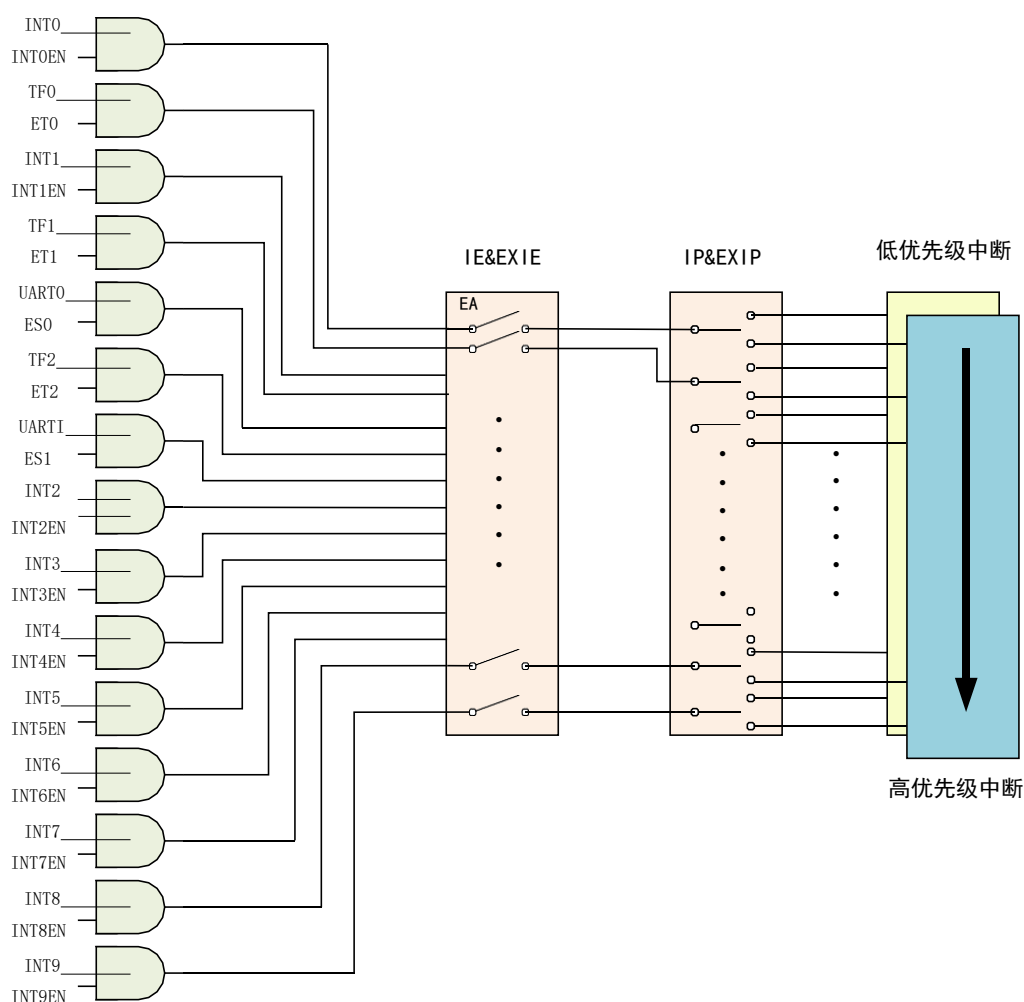 INT0
INT0EN
TF0
ET0
INT1
INT1EN
TF1
ET1
UART0
ES0
TF2
ET2
UARTI
ES1
INT2
INT2EN
INT3
INT3EN
INT4
INT4EN
INT5
INT5EN
INT6
INT6EN
INT7
INT7EN
INT8
INT8EN
INT9
INT9EN
IE&EXIE
EA
IP&EXIP
低优先级中断
高优先级中断